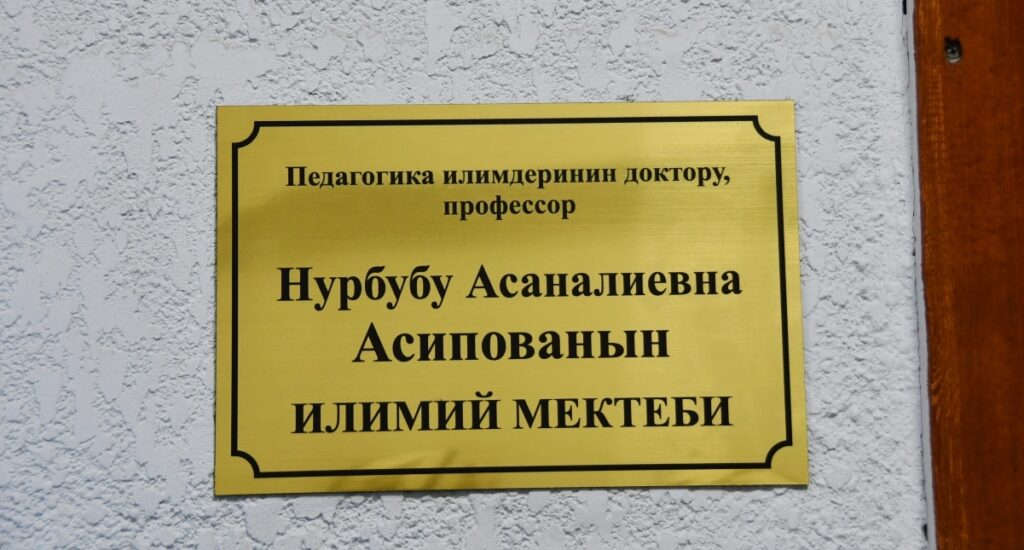 Педагогика илимдеринин доктору,
профессор
Нурбубу Асаналиевна
Асипованын
ИЛИМИЙ МЕКТЕБИ